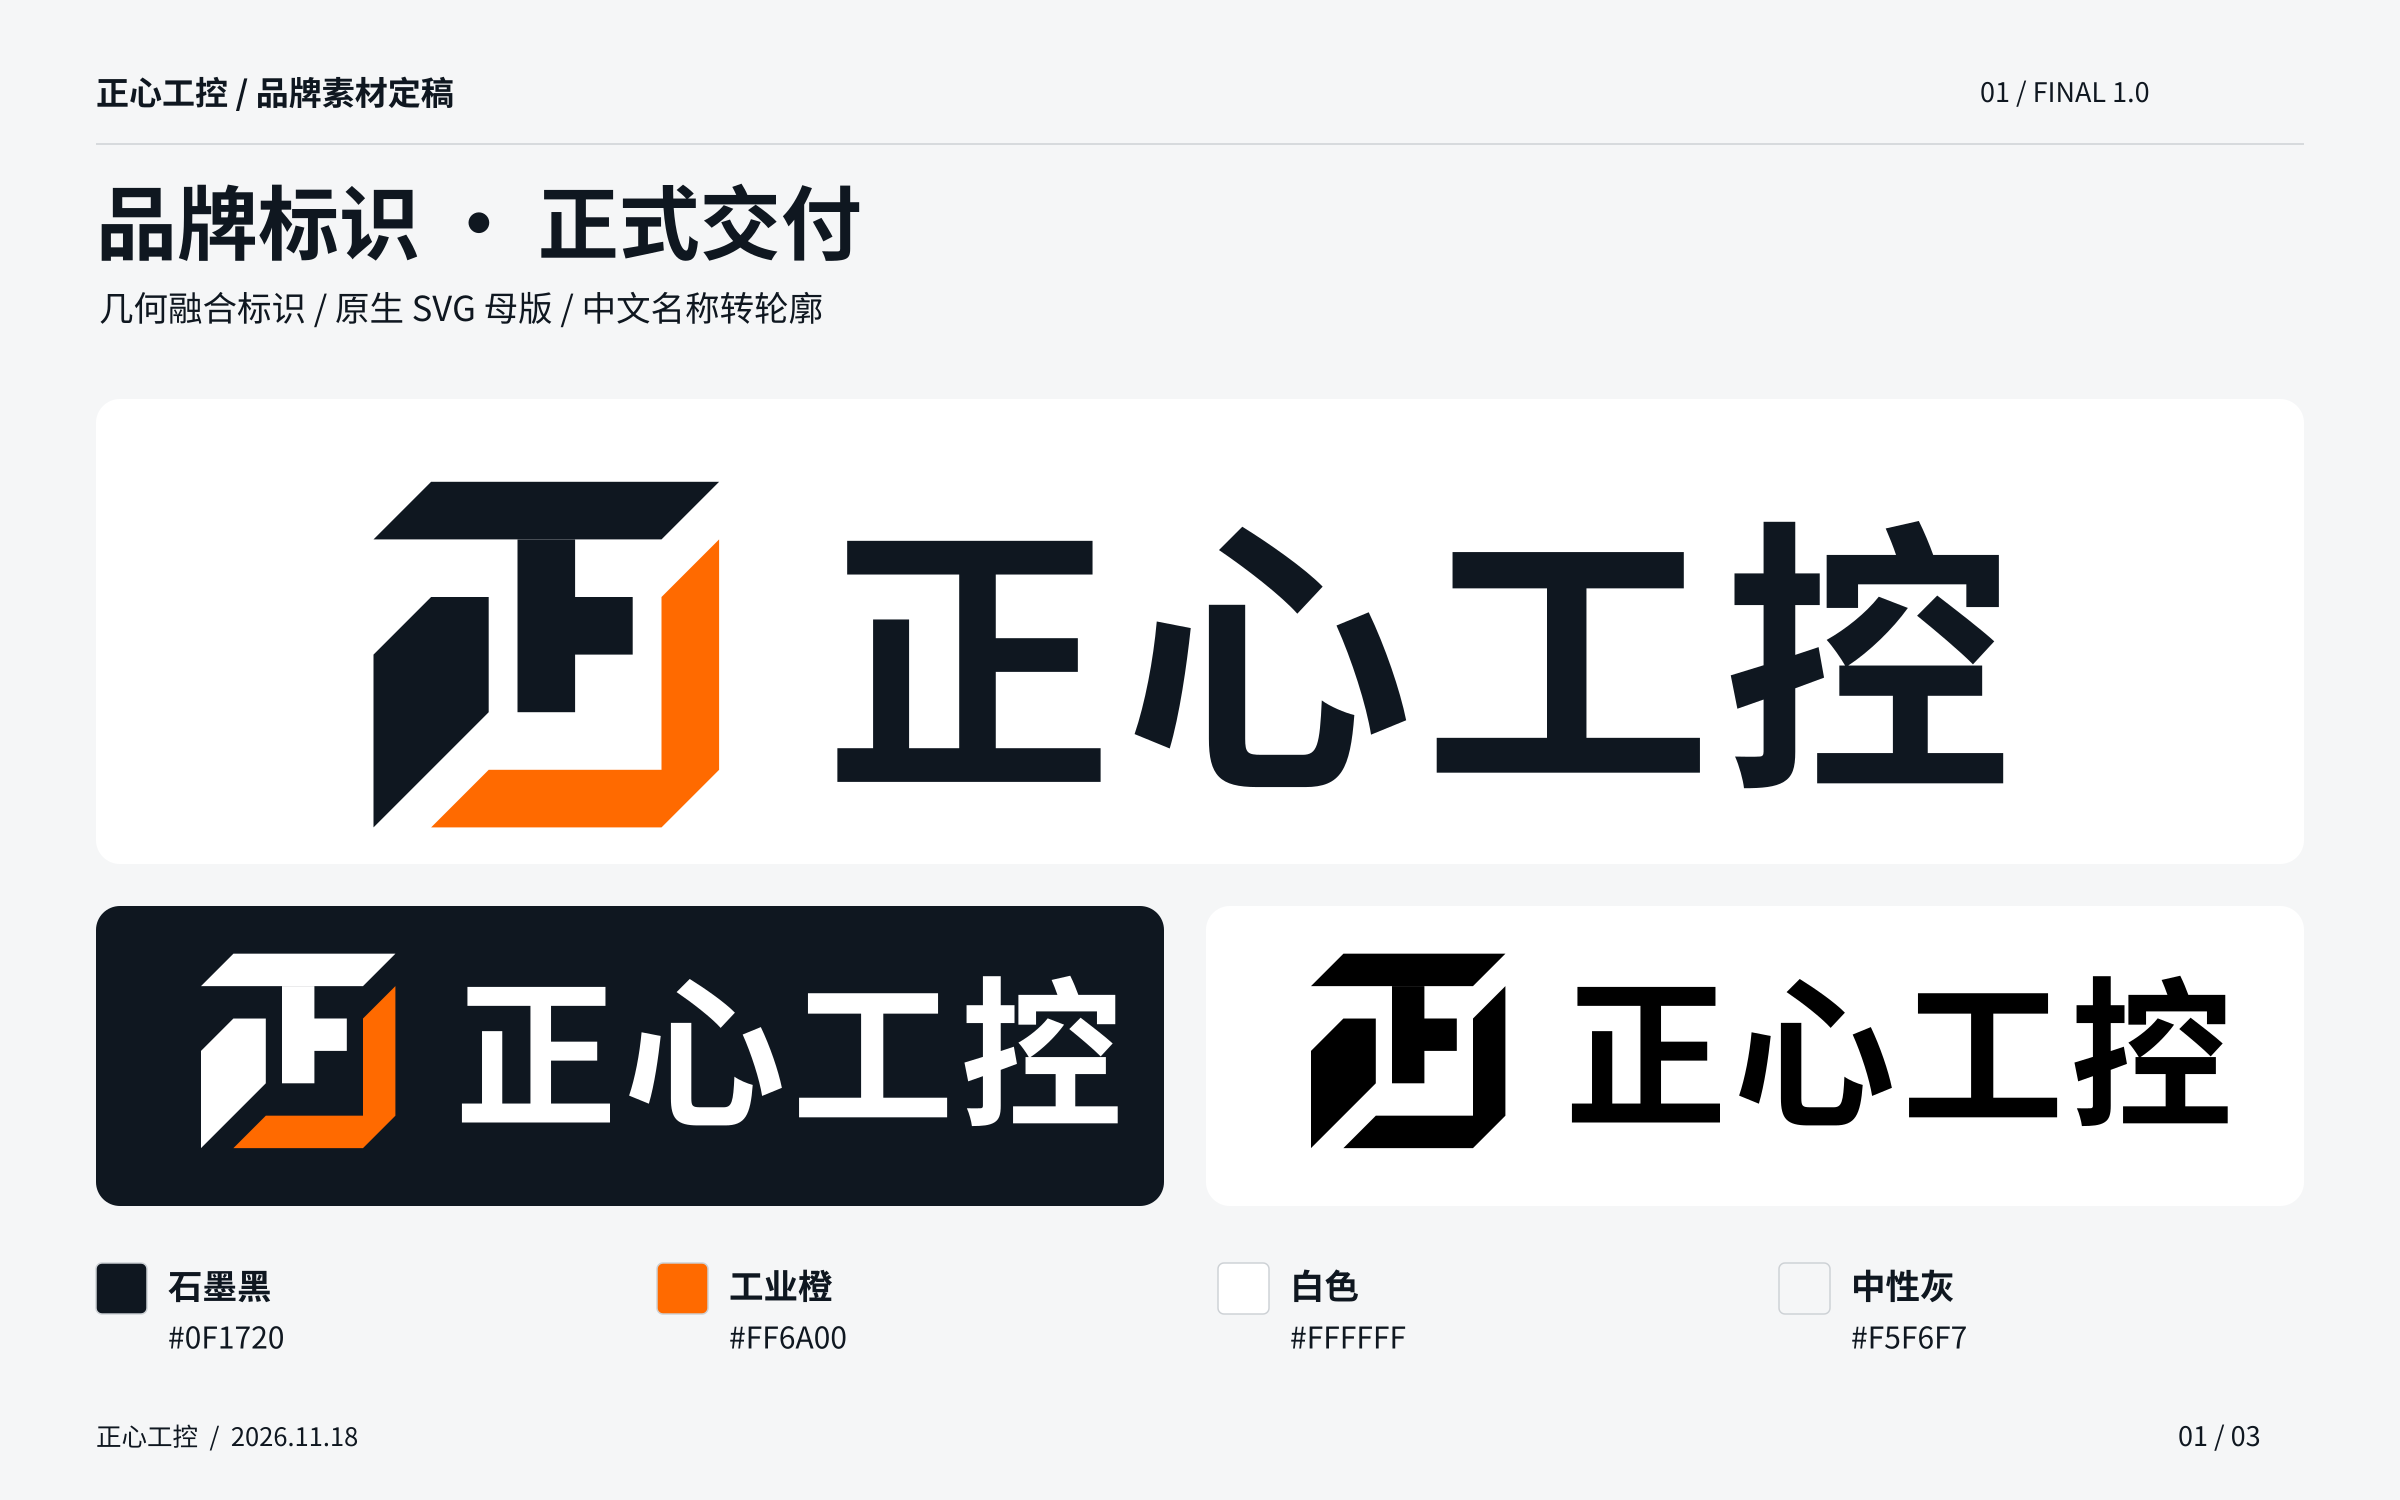 正心工控 / 品牌素材定稿
01 / FINAL 1.0
品牌标识 · 正式交付
几何融合标识 / 原生 SVG 母版 / 中文名称转轮廓
正心工控
正心工控
正心工控
石墨黑
#0F1720
工业橙
#FF6A00
白色
#FFFFFF
中性灰
#F5F6F7
正心工控 / 2026.11.18
01 / 03